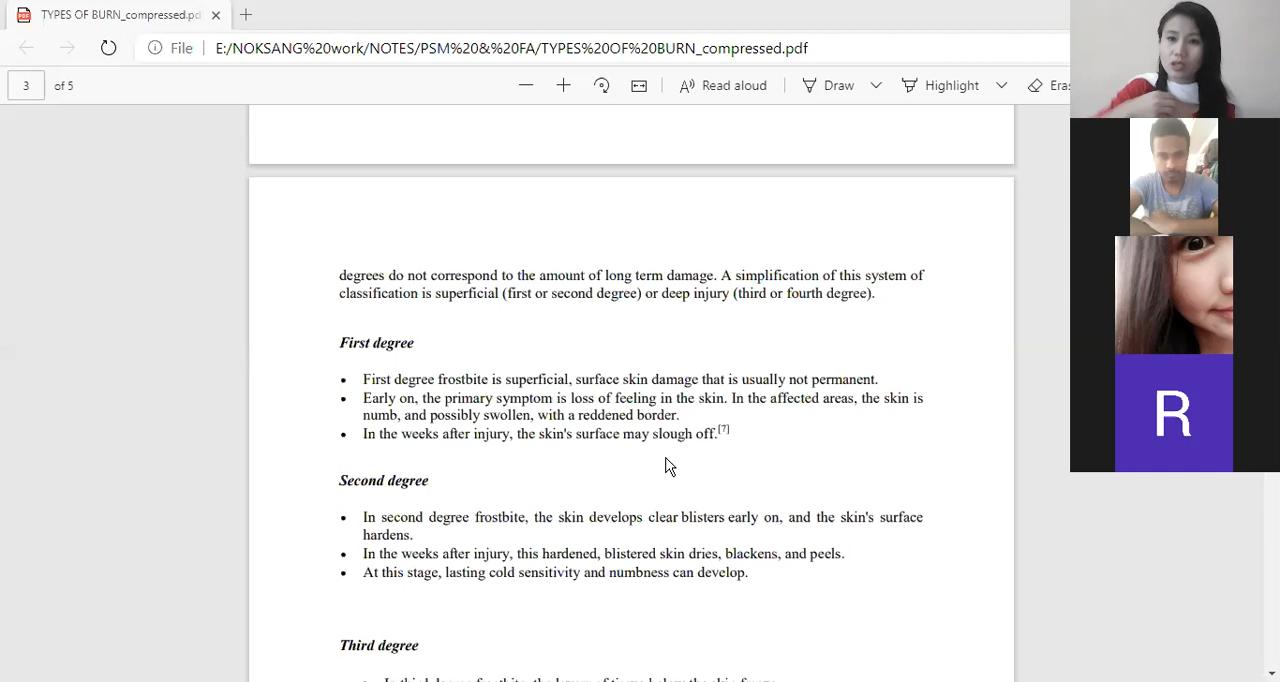 TYPES OF BURN_compressed.pd
File
E:/NOKSANG%20work/NOTES/PSM%20&%20FA/TYPES%20OF%20BURN_compressed.pdf
3 of 5
Read aloud
Draw
Highlight
Eras
degrees do not correspond to the amount of long term damage. A simplification of this system of
classification is superficial (first or second degree) or deep injury (third or fourth degree).
First degree
• First degree frostbite is superficial, surface skin damage that is usually not permanent.
• Early on, the primary symptom is loss of feeling in the skin. In the affected areas, the skin is
numb, and possibly swollen, with a reddened border.
• In the weeks after injury, the skin's surface may slough off.[7]
Second degree
• In second degree frostbite, the skin develops clear blisters early on, and the skin's surface
hardens.
• In the weeks after injury, this hardened, blistered skin dries, blackens, and peels.
• At this stage, lasting cold sensitivity and numbness can develop.
Third degree
R